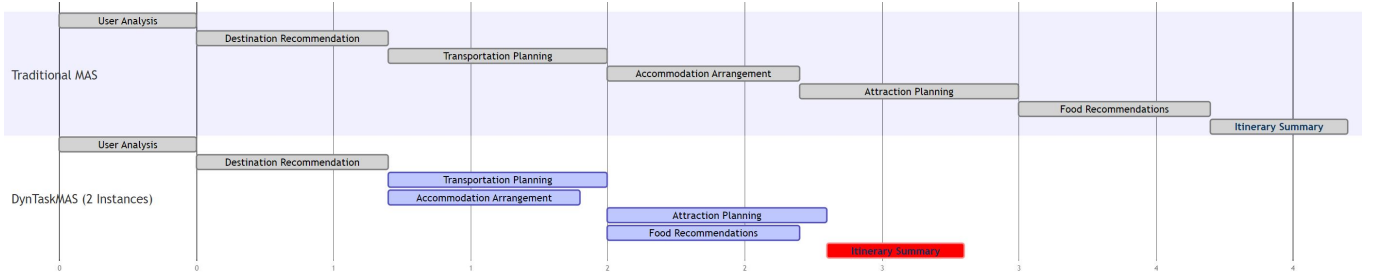 User Analysis
Destination Recommendation
Transportation Planning
Traditional MAS
Accommodation Arrangement
Attraction Planning
Food Recommendations
Itinerary Summary
User Analysis
Destination Recommendation
Transportation Planning
DynTaskMAS (2 Instances)
Accommodation Arrangement
Attraction Planning
Food Recommendations
Itinerary Summary
0 0 1 1 2 2 3 3 4 4